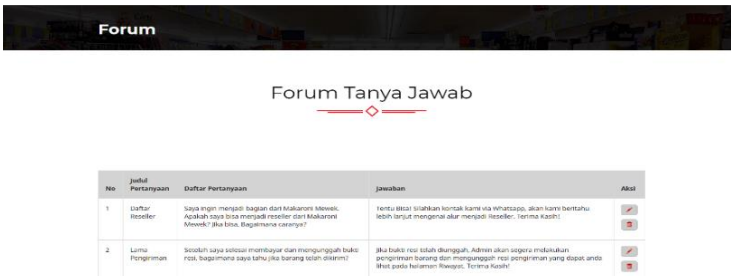 Forum
Forum Tanya Jawab
No
Judul
Pertanyaan
Daftar Pertanyaan
Jawaban
Aksi
1
Daftar
Reseller
Saya ingin menjadi bagian dari Makaroni Mewek.
Apakah saya bisa menjadi reseller dari Makaroni
Mewek? Jika bisa, Bagaimana caranya?
Tentu Bisa! Silahkan kontak kami via Whatsapp, akan kami beritahu
lebih lanjut mengenai alur menjadi Reseller. Terima Kasih!
2
Lama
Pengiriman
Setelah saya selesai membayar dan mengunggah bukti
resi, bagaimana saya tahu jika barang telah dikirim?
Jika bukti resi telah diunggah, Admin akan segera melakukan
pengiriman barang dan mengunggah resi pengiriman yang dapat anda
lihat pada halaman Riwayat. Terima Kasih!